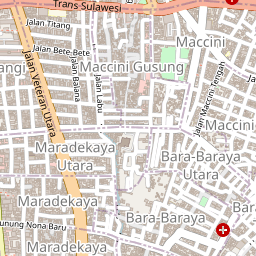 Trans Sulawesi
Jalan Titang
Maccini
Jalan Bete-Bete
Maccini Gusung
Jalan Veteran Utara
Jalan Balana
Jalan Labu
Jalan Maccini Tengah
Maccini
Maradekaya
Utara
Bara-Baraya
Utara
Maradekaya
Bara-Baraya
Nona Baru
Maradekaya